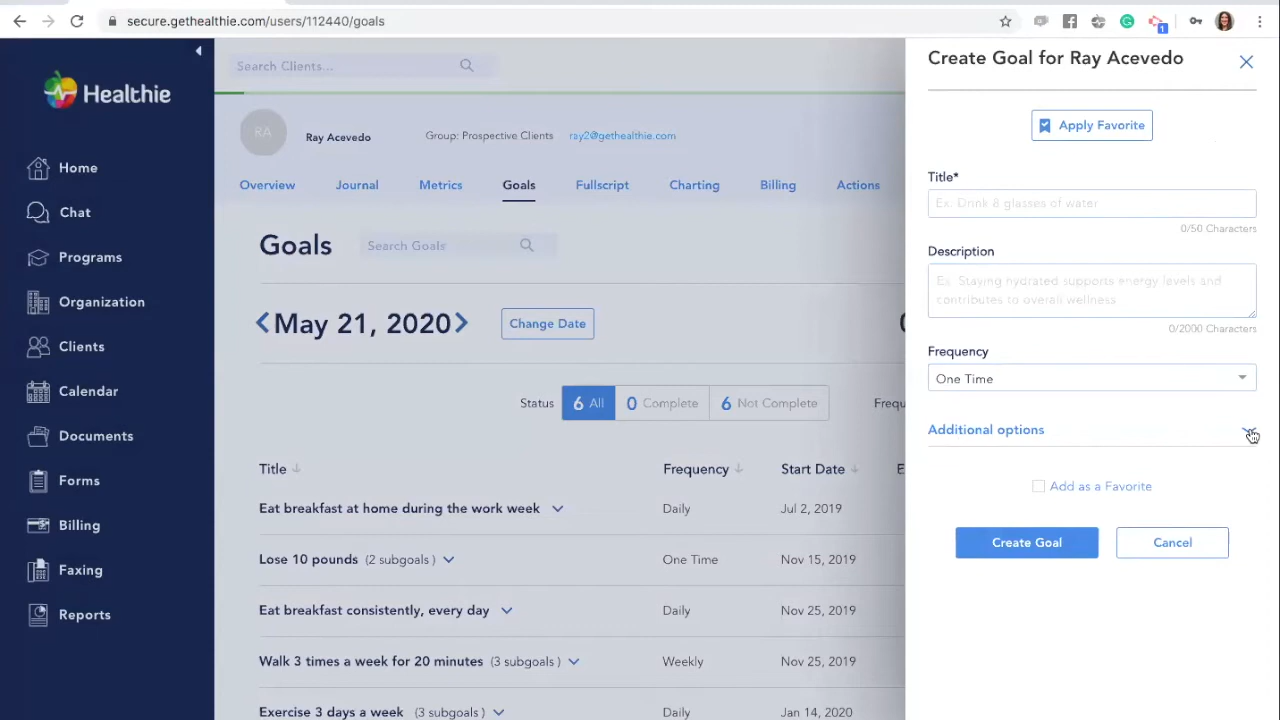 secure.gethealthie.com/users/112440/goals
1
Healthie
Home
Chat
Programs
Organization
Clients
Calendar
Documents
Forms
Billing
Faxing
Reports
Search Clients...
RA
Ray Acevedo
Group: Prospective Clients
ray2@gethealthie.com
Overview Journal Metrics Goals Fullscript Charting Billing Actions
Goals
Search Goals
May 21, 2020
Change Date
Status 6 All 0 Complete 6 Not Complete
Title Frequency Start Date
Eat breakfast at home during the work week Daily Jul 2, 2019
Lose 10 pounds (2 subgoals ) One Time Nov 15, 2019
Eat breakfast consistently, every day Daily Nov 25, 2019
Walk 3 times a week for 20 minutes (3 subgoals ) Weekly Nov 25, 2019
Exercise 3 days a week (3 subgoals ) Daily Jan 14, 2020
Create Goal for Ray Acevedo
Apply Favorite
Title*
Ex: Drink 8 glasses of water
0/50 Characters
Description
Ex: Staying hydrated supports energy levels and
contributes to overall wellness
0/2000 Characters
Frequency
One Time
Additional options
Add as a Favorite
Create Goal
Cancel